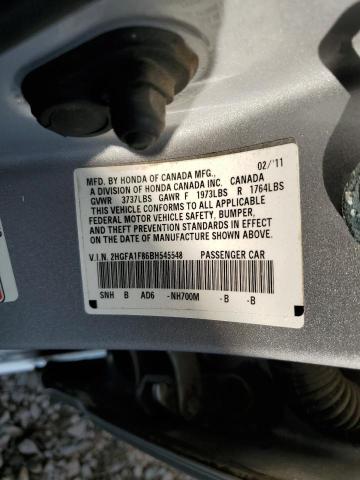 MFD. BY HONDA OF CANADA MFG., 02/'11
A DIVISION OF HONDA CANADA INC. CANADA
GVWR 3737LBS GAWR F 1973LBS R 1764LBS
THIS VEHICLE CONFORMS TO ALL APPLICABLE
FEDERAL MOTOR VEHICLE SAFETY, BUMPER,
AND THEFT PREVENTION STANDARDS IN EFFECT
ON THE DATE OF MANUFACTURE SHOWN ABOVE.
V.I.N. 2HGFA1F86BH545548 PASSENGER CAR
SNH B AD6 -NH700M -B -B